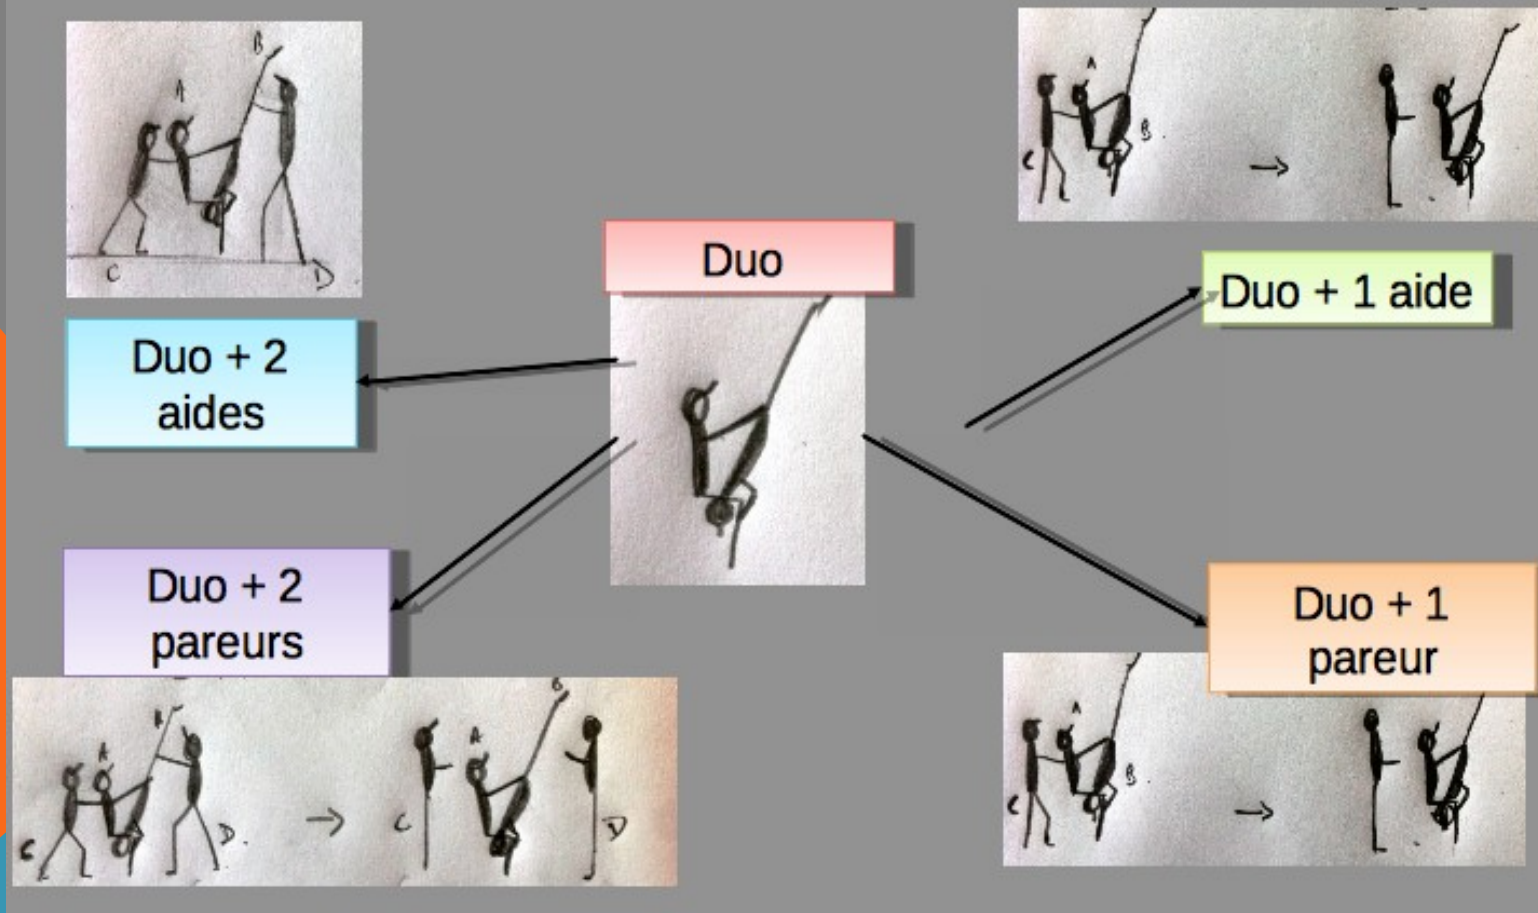 B
A
C
D
Duo + 2
aides
Duo
A
B
C
Duo + 1 aide
Duo + 2
pareurs
A
D
B
A
C
D
Duo + 1
pareur
A
B
C